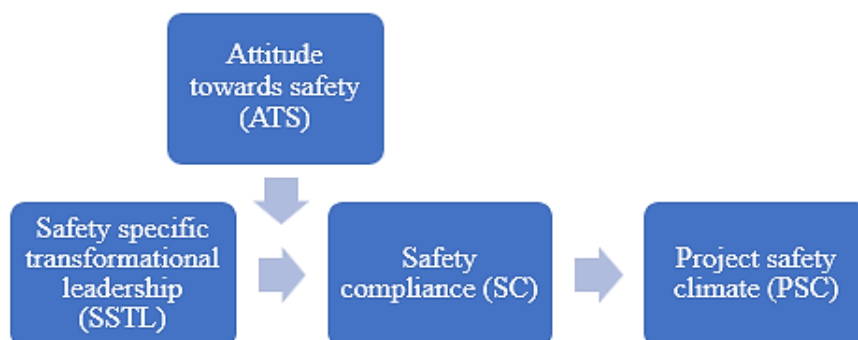 Attitude
towards safety
(ATS)
Safety specific
transformational
leadership
(SSTL)
Safety
compliance (SC)
Project safety
climate (PSC)